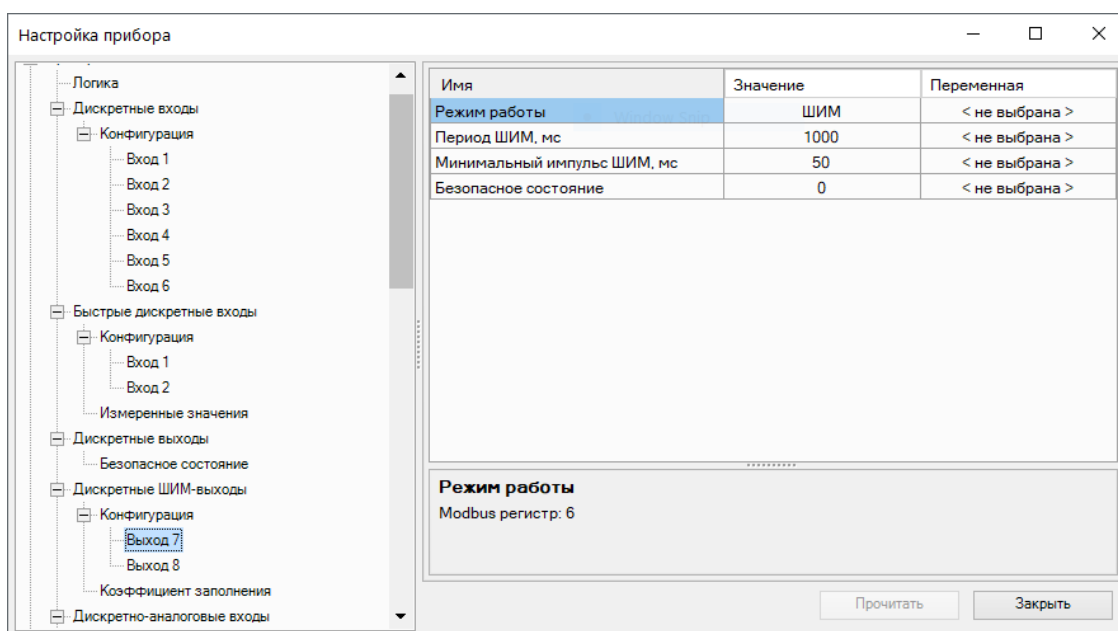 Настройка прибора
Логика
Дискретные входы
Конфигурация
Вход 1
Вход 2
Вход 3
Вход 4
Вход 5
Вход 6
Быстрые дискретные входы
Конфигурация
Вход 1
Вход 2
Измеренные значения
Дискретные выходы
Безопасное состояние
Дискретные ШИМ-выходы
Конфигурация
Выход 7
Выход 8
Коэффициент заполнения
Дискретно-аналоговые входы
Имя Значение Переменная
Режим работы ШИМ < не выбрана >
Период ШИМ, мс 1000 < не выбрана >
Минимальный импульс ШИМ, мс 50 < не выбрана >
Безопасное состояние 0 < не выбрана >
Window Snip
Режим работы
Modbus регистр: 6
Прочитать Закрыть